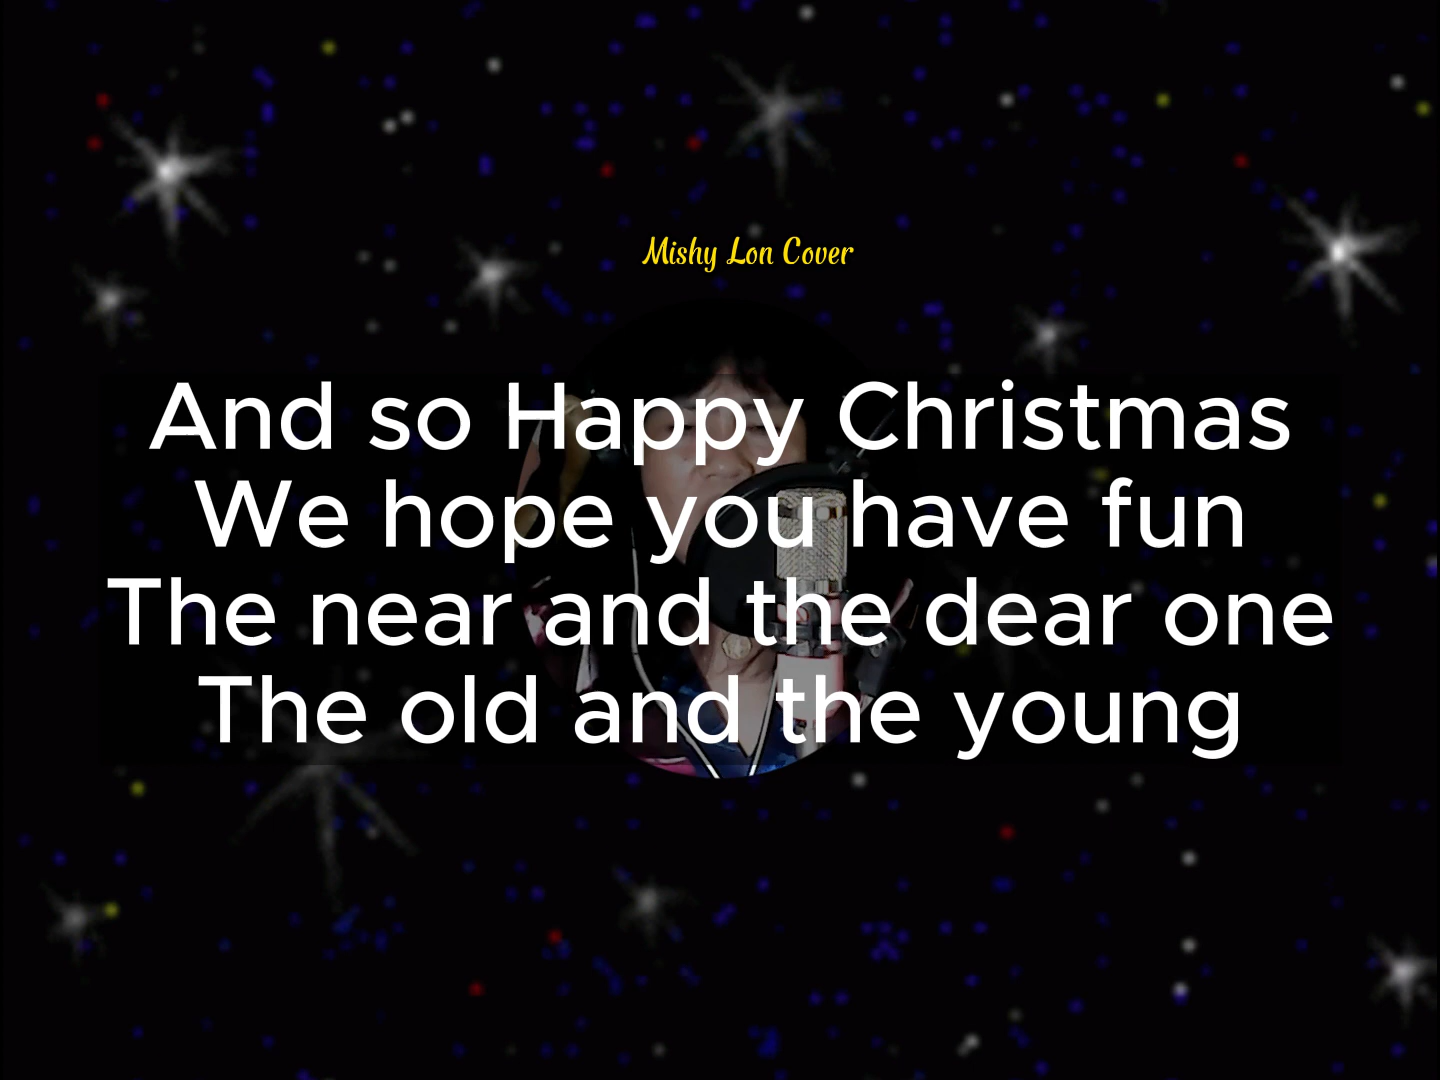 Mishy Lon Cover
And so Happy Christmas
We hope you have fun
The near and the dear one
The old and the young